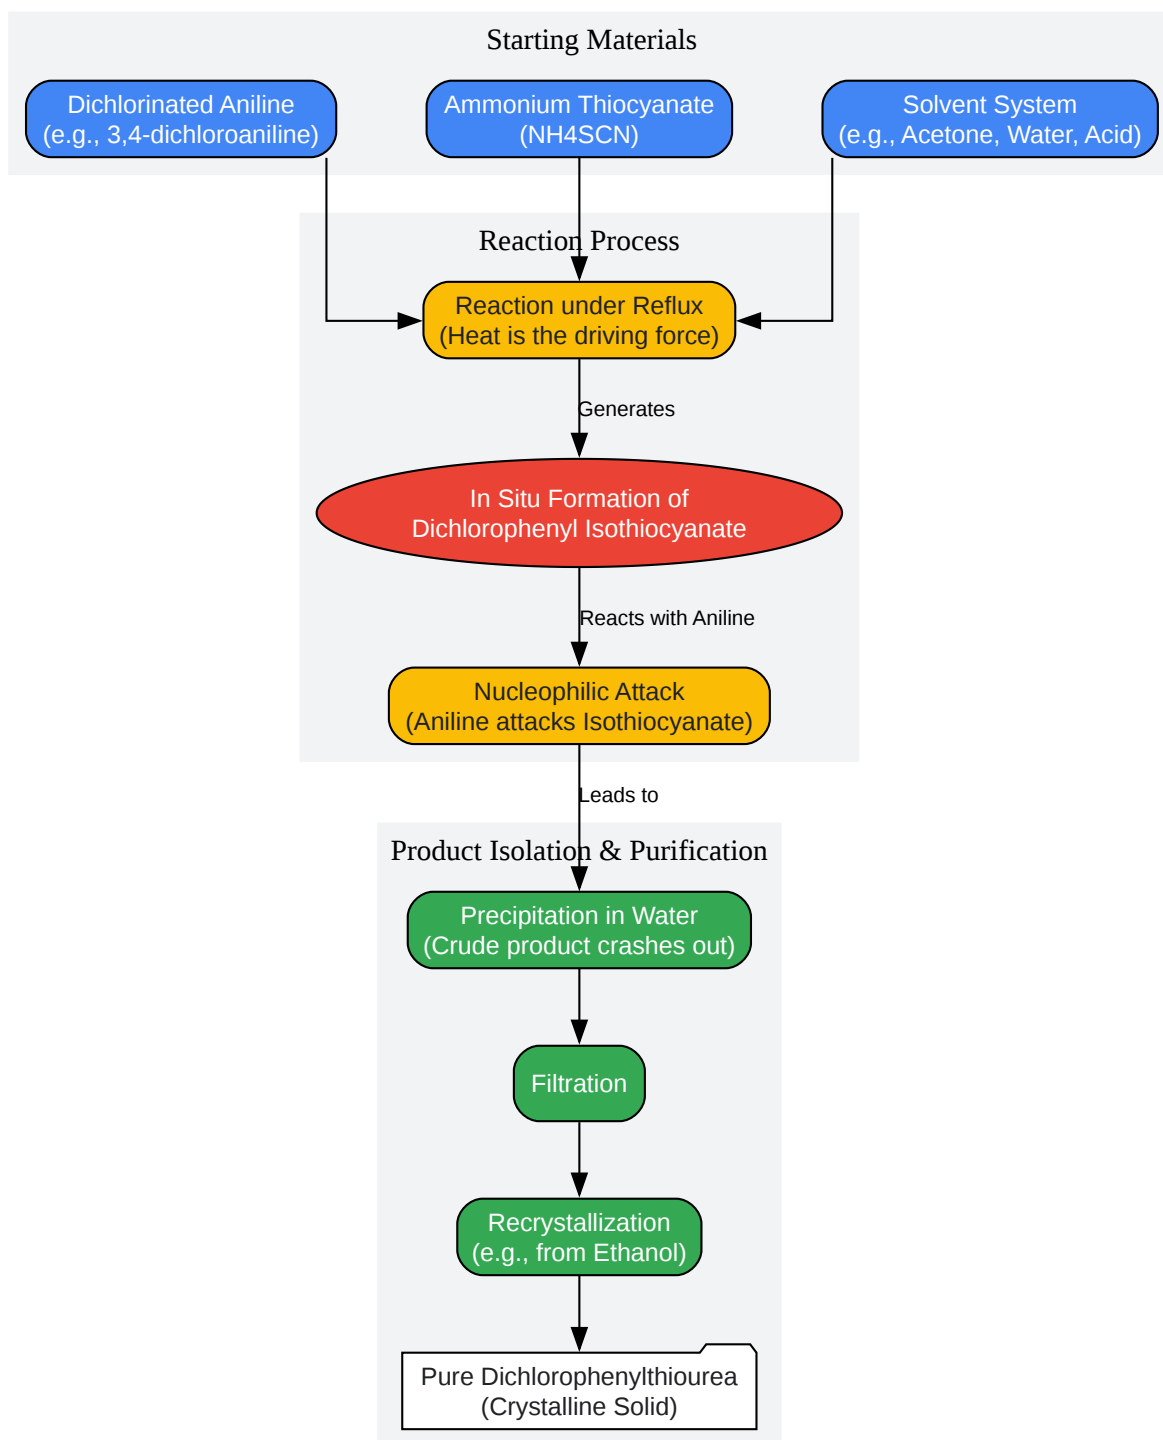 Starting Materials
Dichlorinated Aniline
(e.g., 3,4-dichloroaniline)
Ammonium Thiocyanate
(NH4SCN)
Solvent System
(e.g., Acetone, Water, Acid)
Reaction Process
Reaction under Reflux
(Heat is the driving force)
Generates
In Situ Formation of
Dichlorophenyl Isothiocyanate
Reacts with Aniline
Nucleophilic Attack
(Aniline attacks Isothiocyanate)
Leads to
Product Isolation & Purification
Precipitation in Water
(Crude product crashes out)
Filtration
Recrystallization
(e.g., from Ethanol)
Pure Dichlorophenylthiourea
(Crystalline Solid)